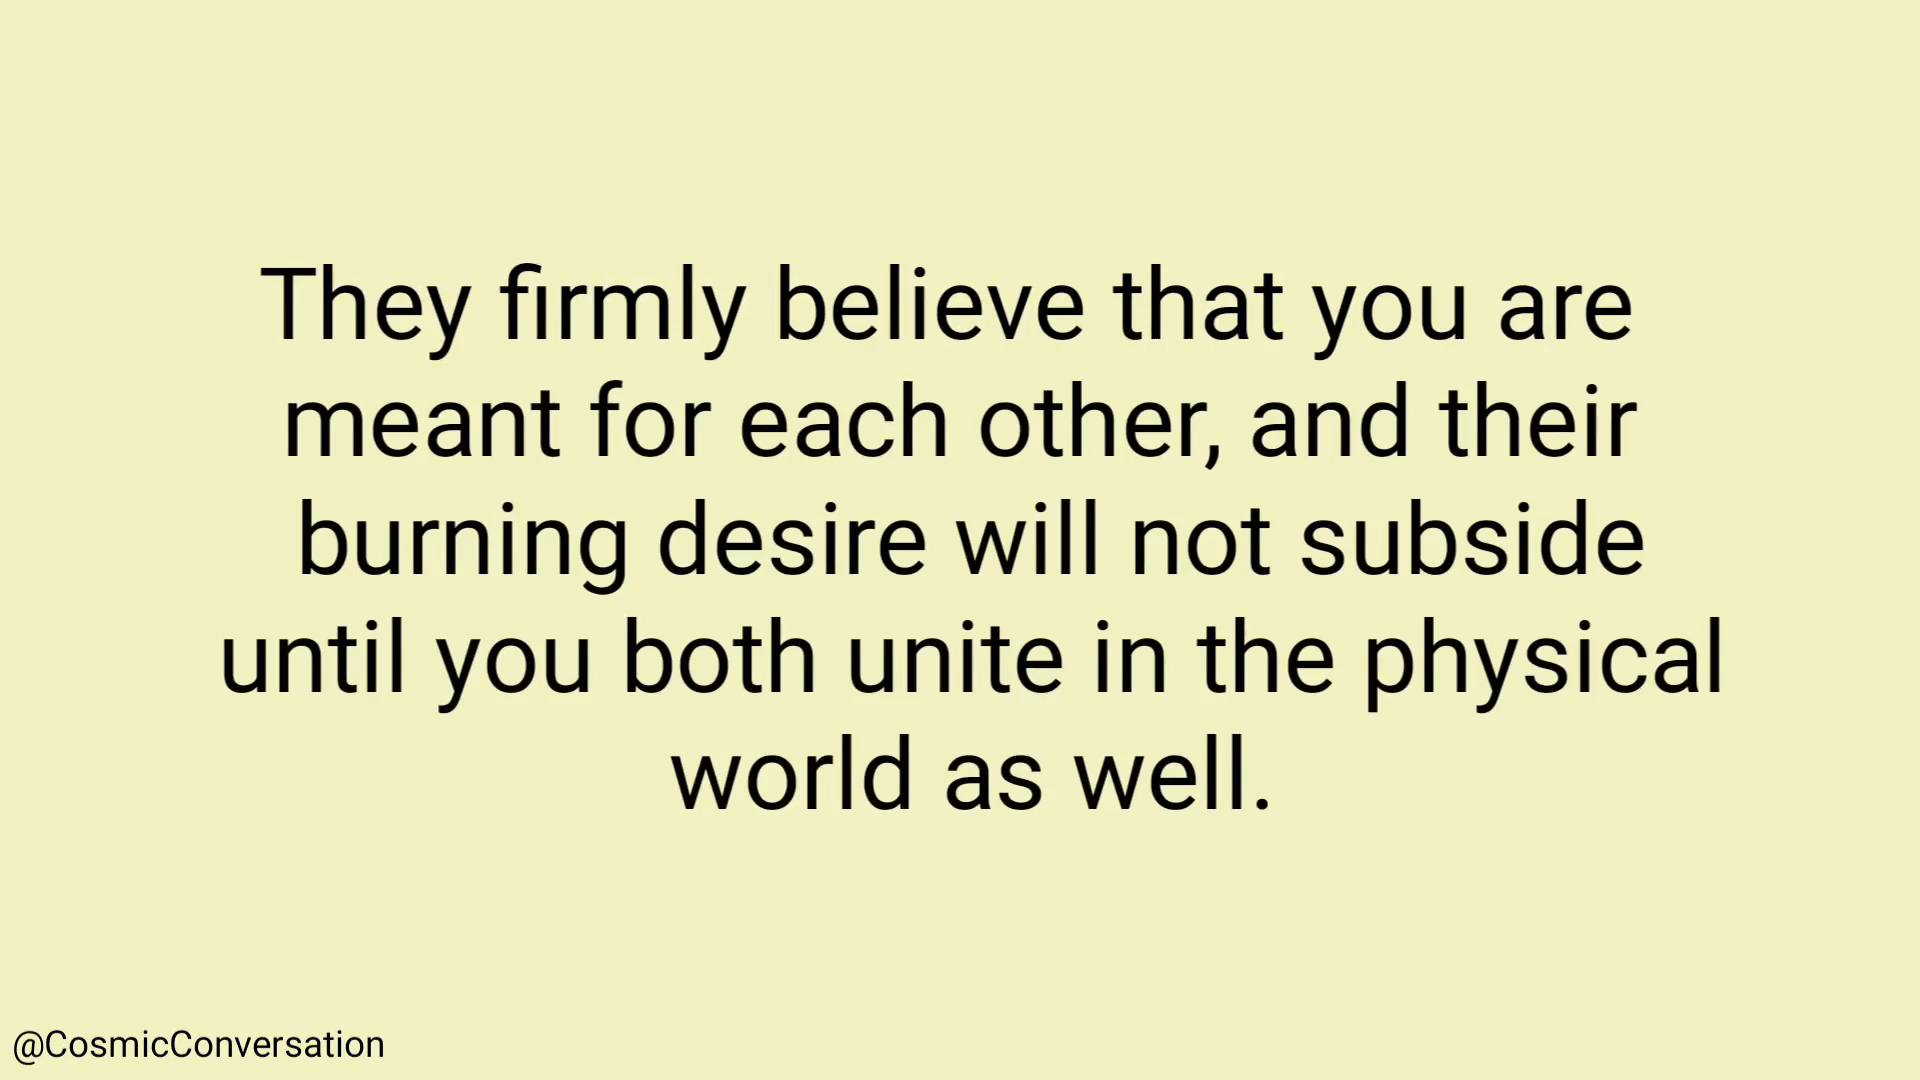 They firmly believe that you are
meant for each other, and their
burning desire will not subside
until you both unite in the physical
world as well.
@CosmicConversation